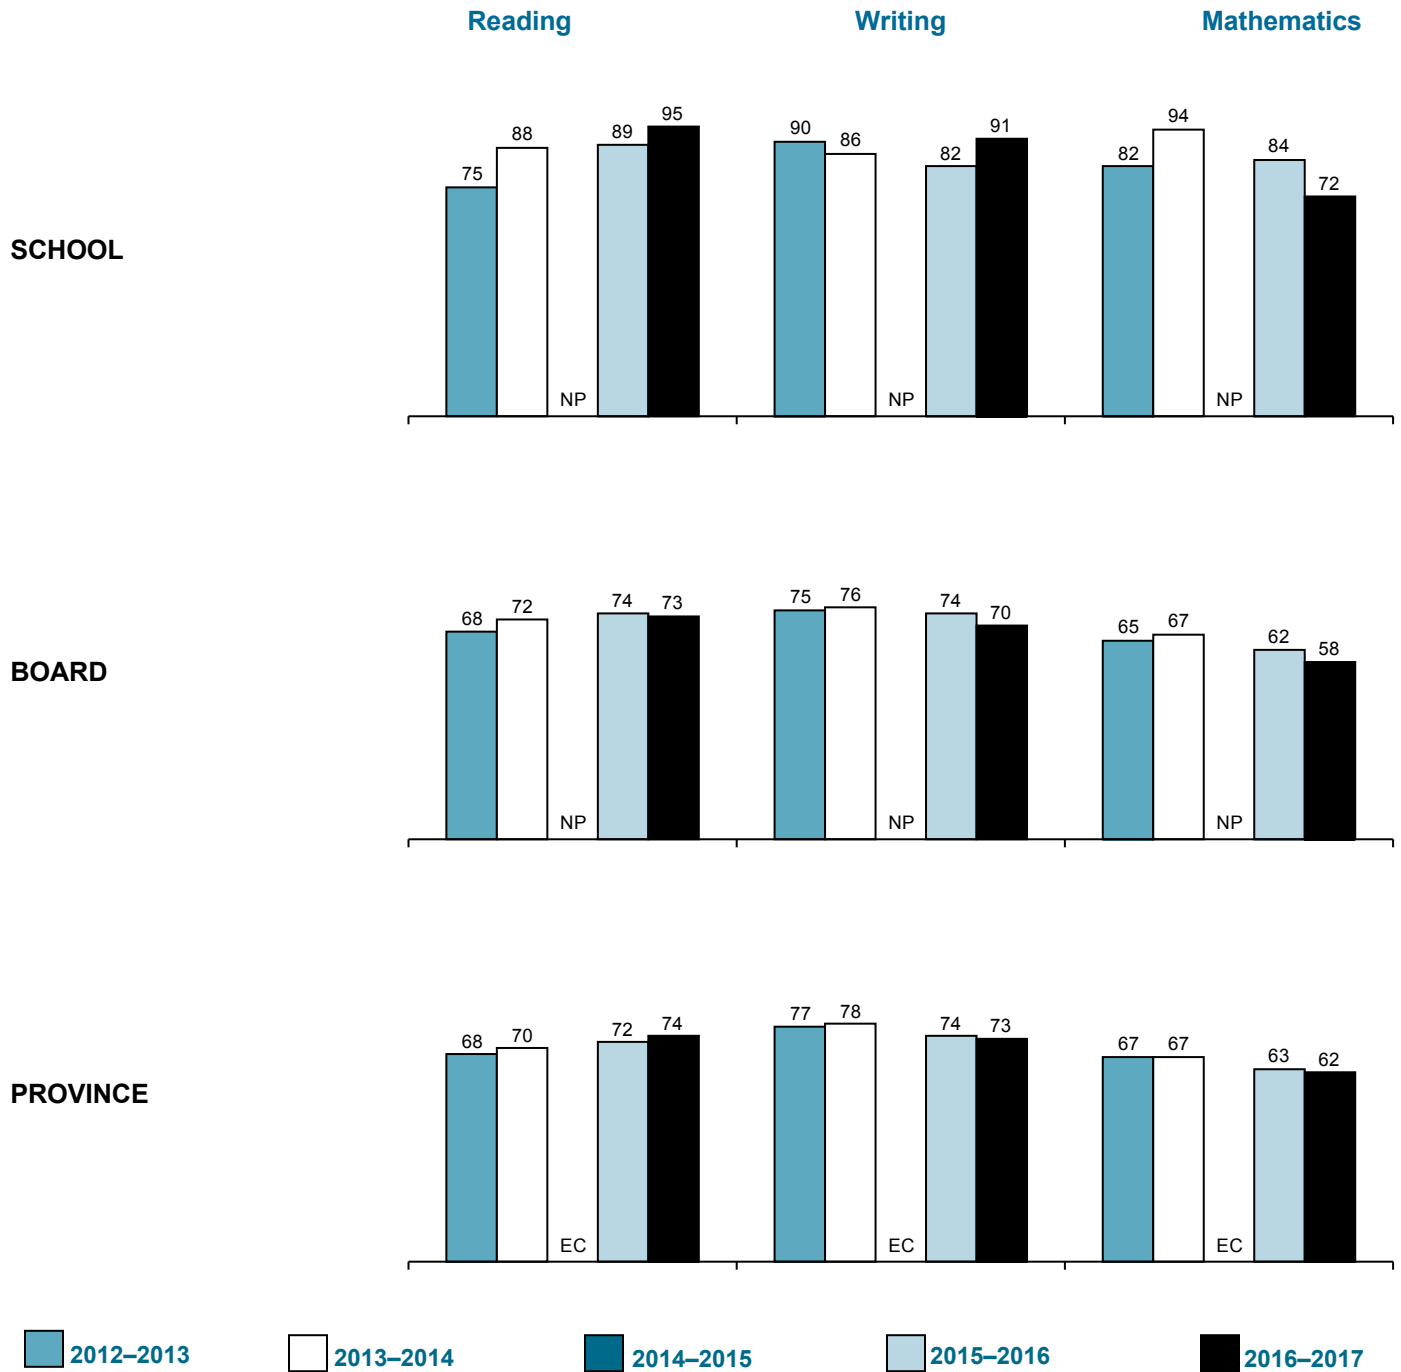 Reading Writing Mathematics
75 88 NP 89 95 90 86 NP 82 91 82 94 NP 84 72
SCHOOL
68 72 NP 74 73 75 76 NP 74 70 65 67 NP 62 58
BOARD
68 70 EC 72 74 77 78 EC 74 73 67 67 EC 63 62
PROVINCE
2012–2013 2013–2014 2014–2015 2015–2016 2016–2017